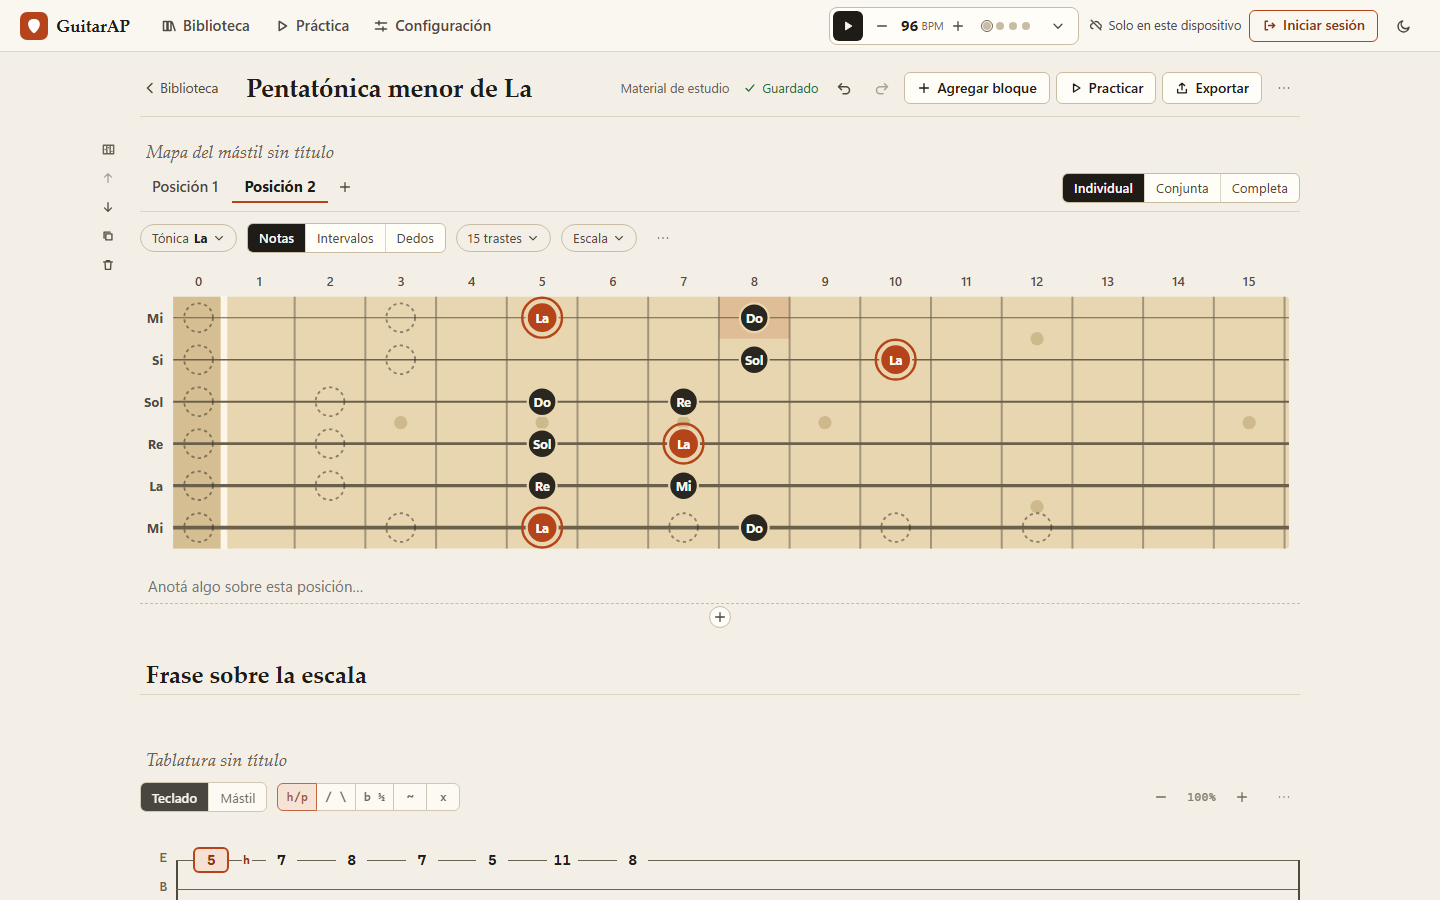 GuitarAP Biblioteca Práctica Configuración 96 BPM Solo en este dispositivo Iniciar sesión
Biblioteca Pentatónica menor de La Material de estudio Guardado Agregar bloque Practicar Exportar
Mapa del mástil sin título
Posición 1 Posición 2 Individual Conjunta Completa
Tónica La Notas Intervalos Dedos 15 trastes Escala
0 1 2 3 4 5 6 7 8 9 10 11 12 13 14 15
Mi La Do
Si Sol La
Sol Do Re
Re Sol La
La Re Mi
Mi La Do
Anotá algo sobre esta posición...
Frase sobre la escala
Tablatura sin título
Teclado Mástil h/p / \ b ½ ~ x 100%
E 5 h 7 8 7 5 11 8
B